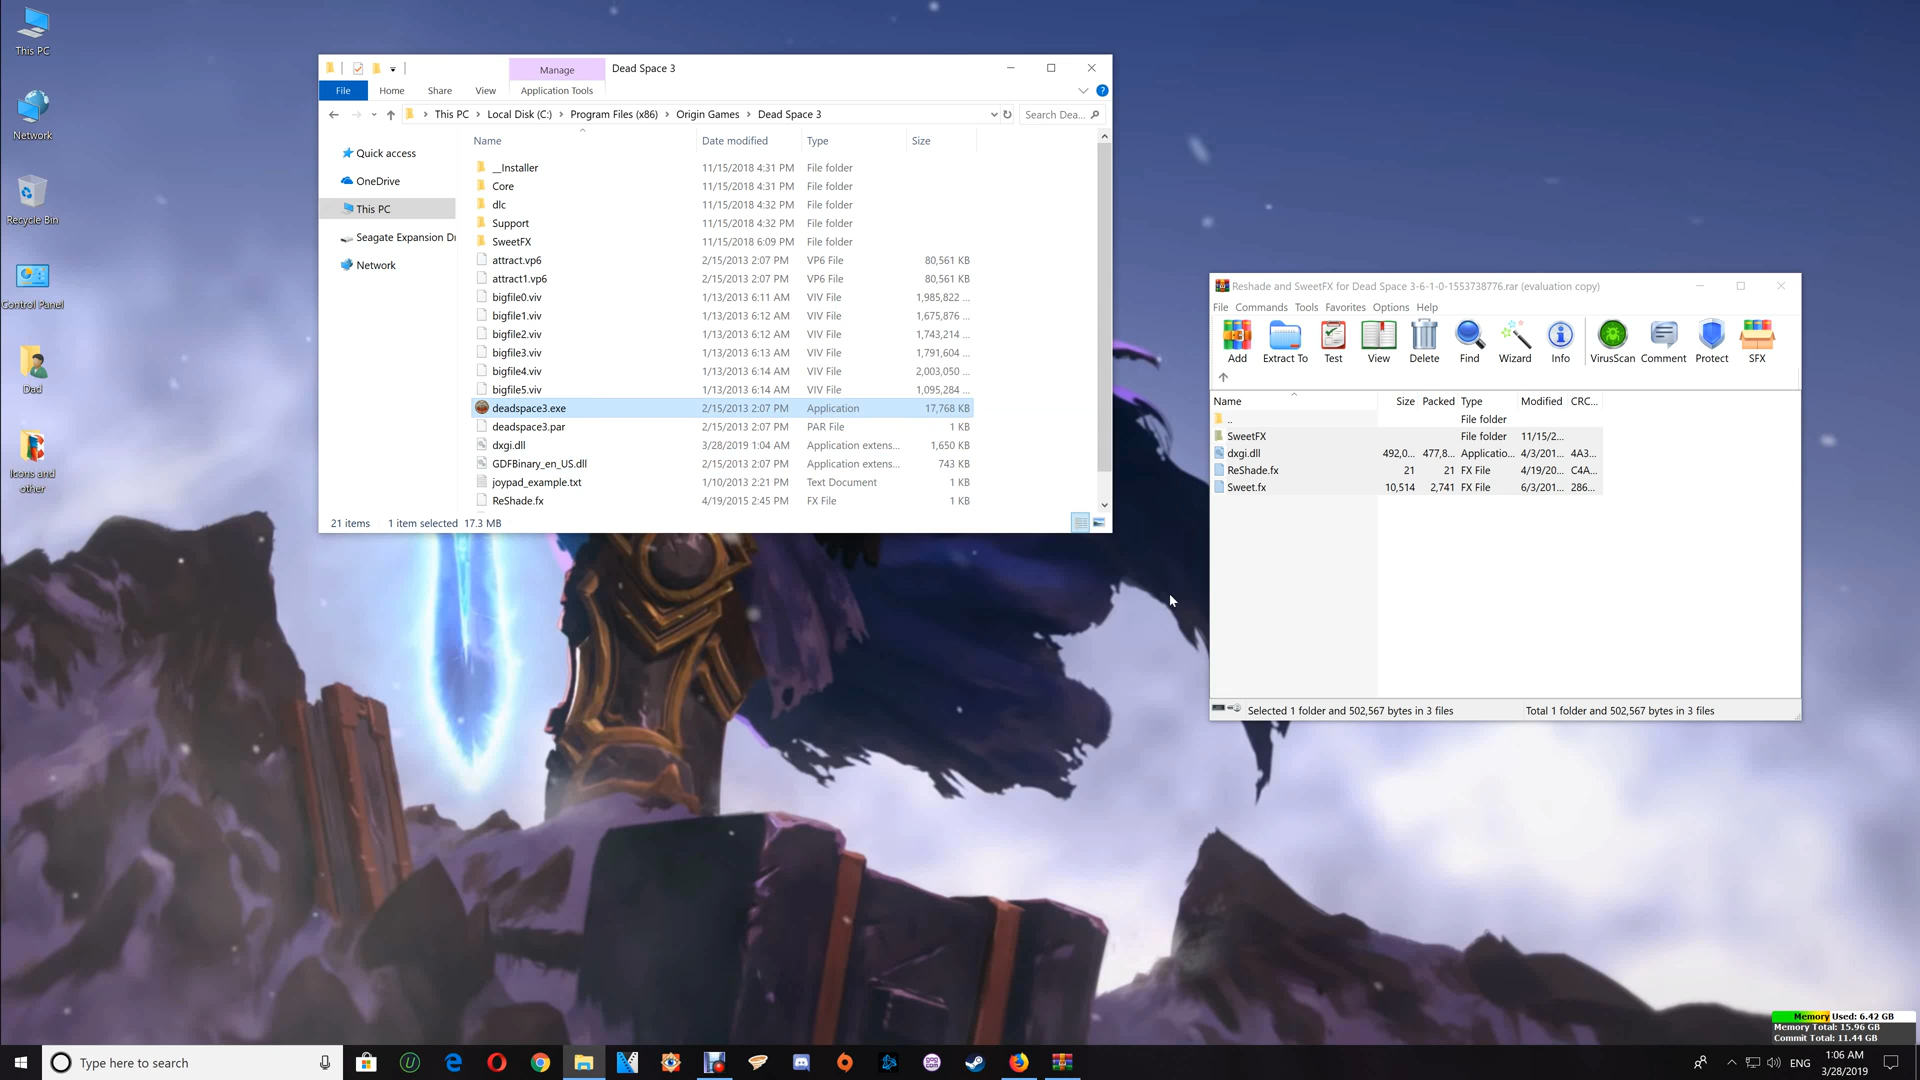 This PC
Network
Recycle Bin
Control Panel
Dad
Icons and
other
Manage
Dead Space 3
File
Home
Share
View
Application Tools
?
This PC > Local Disk (C:) > Program Files (x86) > Origin Games > Dead Space 3
Search Dea...
Quick access
OneDrive
This PC
Seagate Expansion Dr
Network
Name Date modified Type Size
__Installer 11/15/2018 4:31 PM File folder
Core 11/15/2018 4:31 PM File folder
dlc 11/15/2018 4:32 PM File folder
Support 11/15/2018 4:32 PM File folder
SweetFX 11/15/2018 6:09 PM File folder
attract.vp6 2/15/2013 2:07 PM VP6 File 80,561 KB
attract1.vp6 2/15/2013 2:07 PM VP6 File 80,561 KB
bigfile0.viv 1/13/2013 6:11 AM VIV File 1,985,822 ...
bigfile1.viv 1/13/2013 6:12 AM VIV File 1,675,876 ...
bigfile2.viv 1/13/2013 6:12 AM VIV File 1,743,214 ...
bigfile3.viv 1/13/2013 6:13 AM VIV File 1,791,604 ...
bigfile4.viv 1/13/2013 6:14 AM VIV File 2,003,050 ...
bigfile5.viv 1/13/2013 6:14 AM VIV File 1,095,284 ...
deadspace3.exe 2/15/2013 2:07 PM Application 17,768 KB
deadspace3.par 2/15/2013 2:07 PM PAR File 1 KB
dxgi.dll 3/28/2019 1:04 AM Application extens... 1,650 KB
GDFBinary_en_US.dll 2/15/2013 2:07 PM Application extens... 743 KB
joypad_example.txt 1/10/2013 2:21 PM Text Document 1 KB
ReShade.fx 4/19/2015 2:45 PM FX File 1 KB
21 items 1 item selected 17.3 MB
Reshade and SweetFX for Dead Space 3-6-1-0-1553738776.rar (evaluation copy)
File Commands Tools Favorites Options Help
Add Extract To Test View Delete Find Wizard Info VirusScan Comment Protect SFX
Name Size Packed Type Modified CRC...
.. File folder
SweetFX File folder 11/15/2...
dxgi.dll 492,0... 477,8... Applicatio... 4/3/201... 4A3...
ReShade.fx 21 21 FX File 4/19/20... C4A...
Sweet.fx 10,514 2,741 FX File 6/3/201... 286...
Selected 1 folder and 502,567 bytes in 3 files
Total 1 folder and 502,567 bytes in 3 files
Memory Used: 6.42 GB
Memory Total: 15.96 GB
Commit Total: 11.44 GB
Type here to search
ENG
1:06 AM
3/28/2019